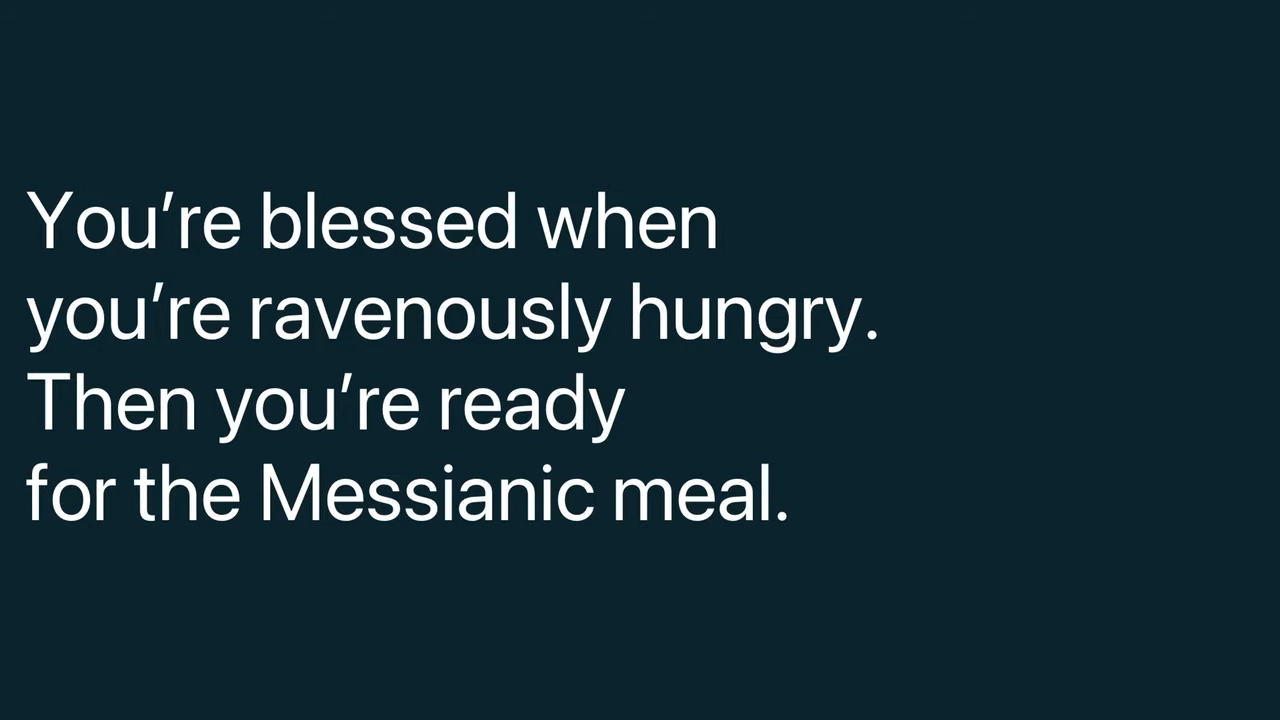 You’re blessed when
you’re ravenously hungry.
Then you’re ready
for the Messianic meal.